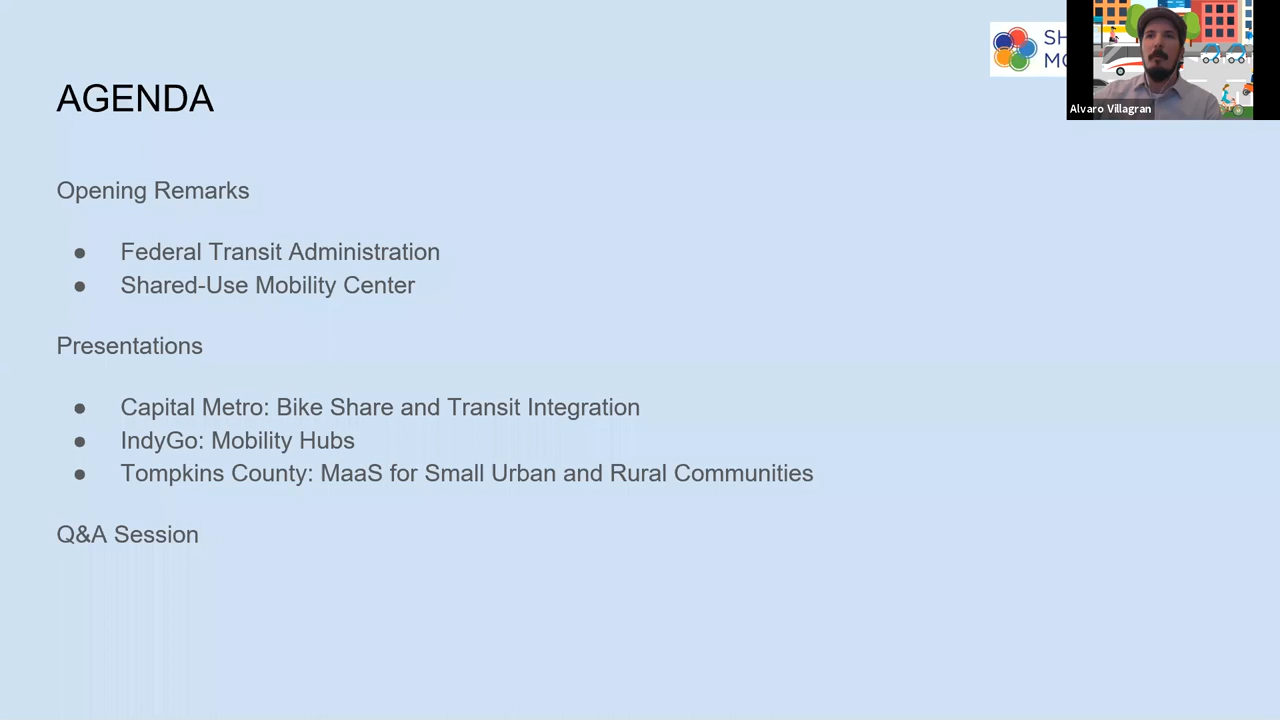 AGENDA
SH
Alvaro Villagran
Opening Remarks
● Federal Transit Administration
● Shared-Use Mobility Center
Presentations
● Capital Metro: Bike Share and Transit Integration
● IndyGo: Mobility Hubs
● Tompkins County: MaaS for Small Urban and Rural Communities
Q&A Session